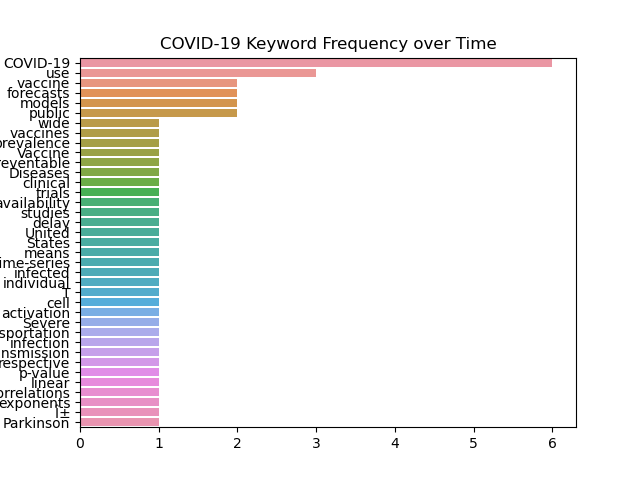 COVID-19 Keyword Frequency over Time
COVID-19
use
vaccine
forecasts
models
public
wide
vaccines
prevalence
Vaccine
reventable
Diseases
clinical
trials
availability
studies
delay
United
States
means
ime-series
infected
individual
T
cell
activation
Severe
sportation
infection
nsmission
respective
p-value
linear
orrelations
exponents
Î±
Parkinson
0 1 2 3 4 5 6